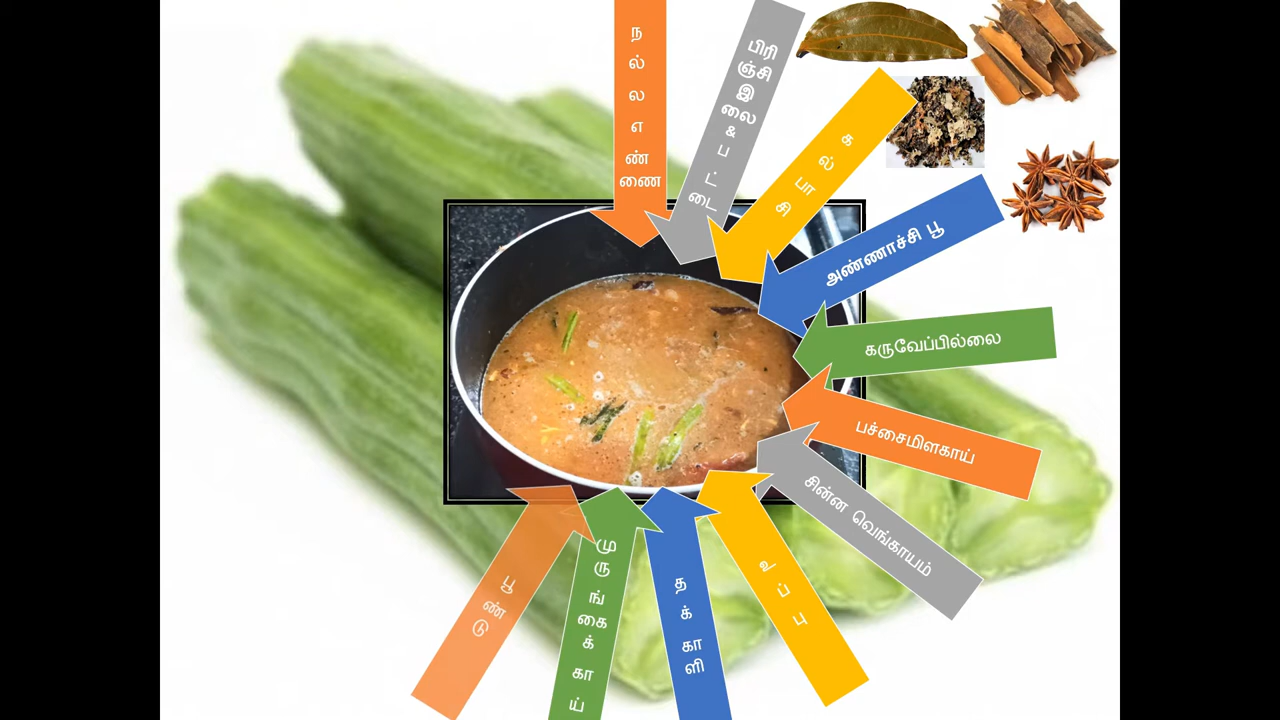 நல்லஎண்ணை
பிரிஞ்சி இலை & பட்டை
கல்பாசி
அண்ணாச்சி பூ
கருவேப்பில்லை
பச்சைமிளகாய்
சின்ன வெங்காயம்
உப்பு
தக்காளி
முருங்கைக்காய்
பூண்டு